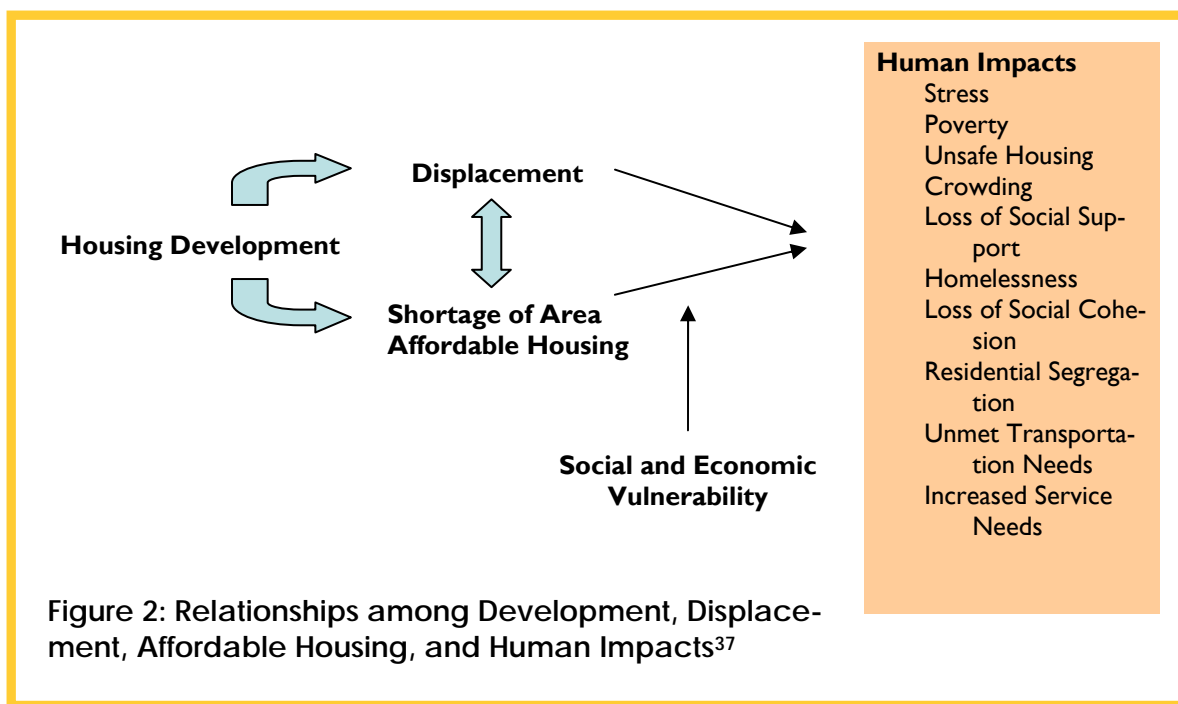 Housing Development
Displacement
Shortage of Area
Affordable Housing
Social and Economic
Vulnerability
Human Impacts
Stress
Poverty
Unsafe Housing
Crowding
Loss of Social Sup-
port
Homelessness
Loss of Social Cohe-
sion
Residential Segrega-
tion
Unmet Transporta-
tion Needs
Increased Service
Needs
Figure 2: Relationships among Development, Displace-
ment, Affordable Housing, and Human Impacts³⁷